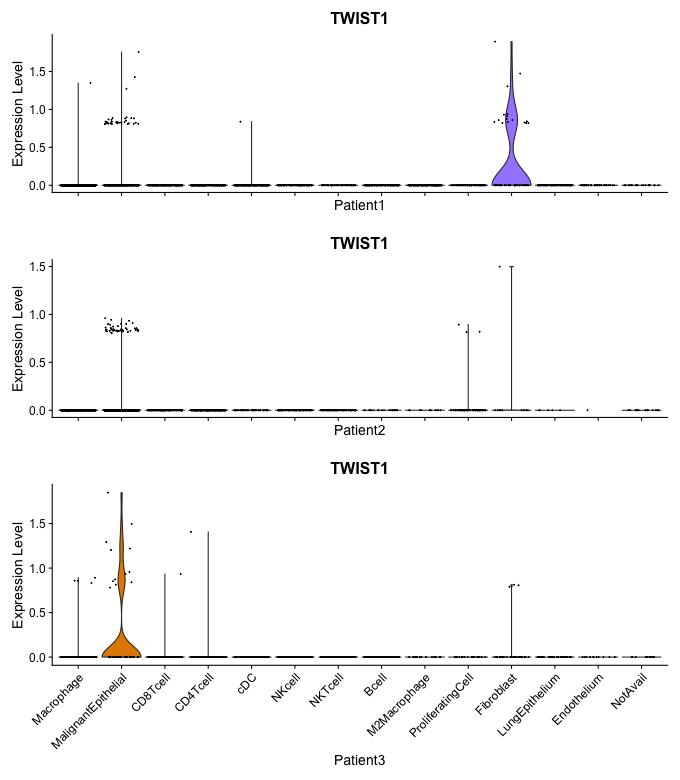 TWIST1
Expression Level
1.5
1.0
0.5
0.0
Patient1
TWIST1
Expression Level
1.5
1.0
0.5
0.0
Patient2
TWIST1
Expression Level
1.5
1.0
0.5
0.0
Macrophage
MalignantEpithelial
CD8Tcell
CD4Tcell
cDC
NKcell
NKTcell
Bcell
M2Macrophage
ProliferatingCell
Fibroblast
LungEpithelium
Endothelium
NotAvail
Patient3